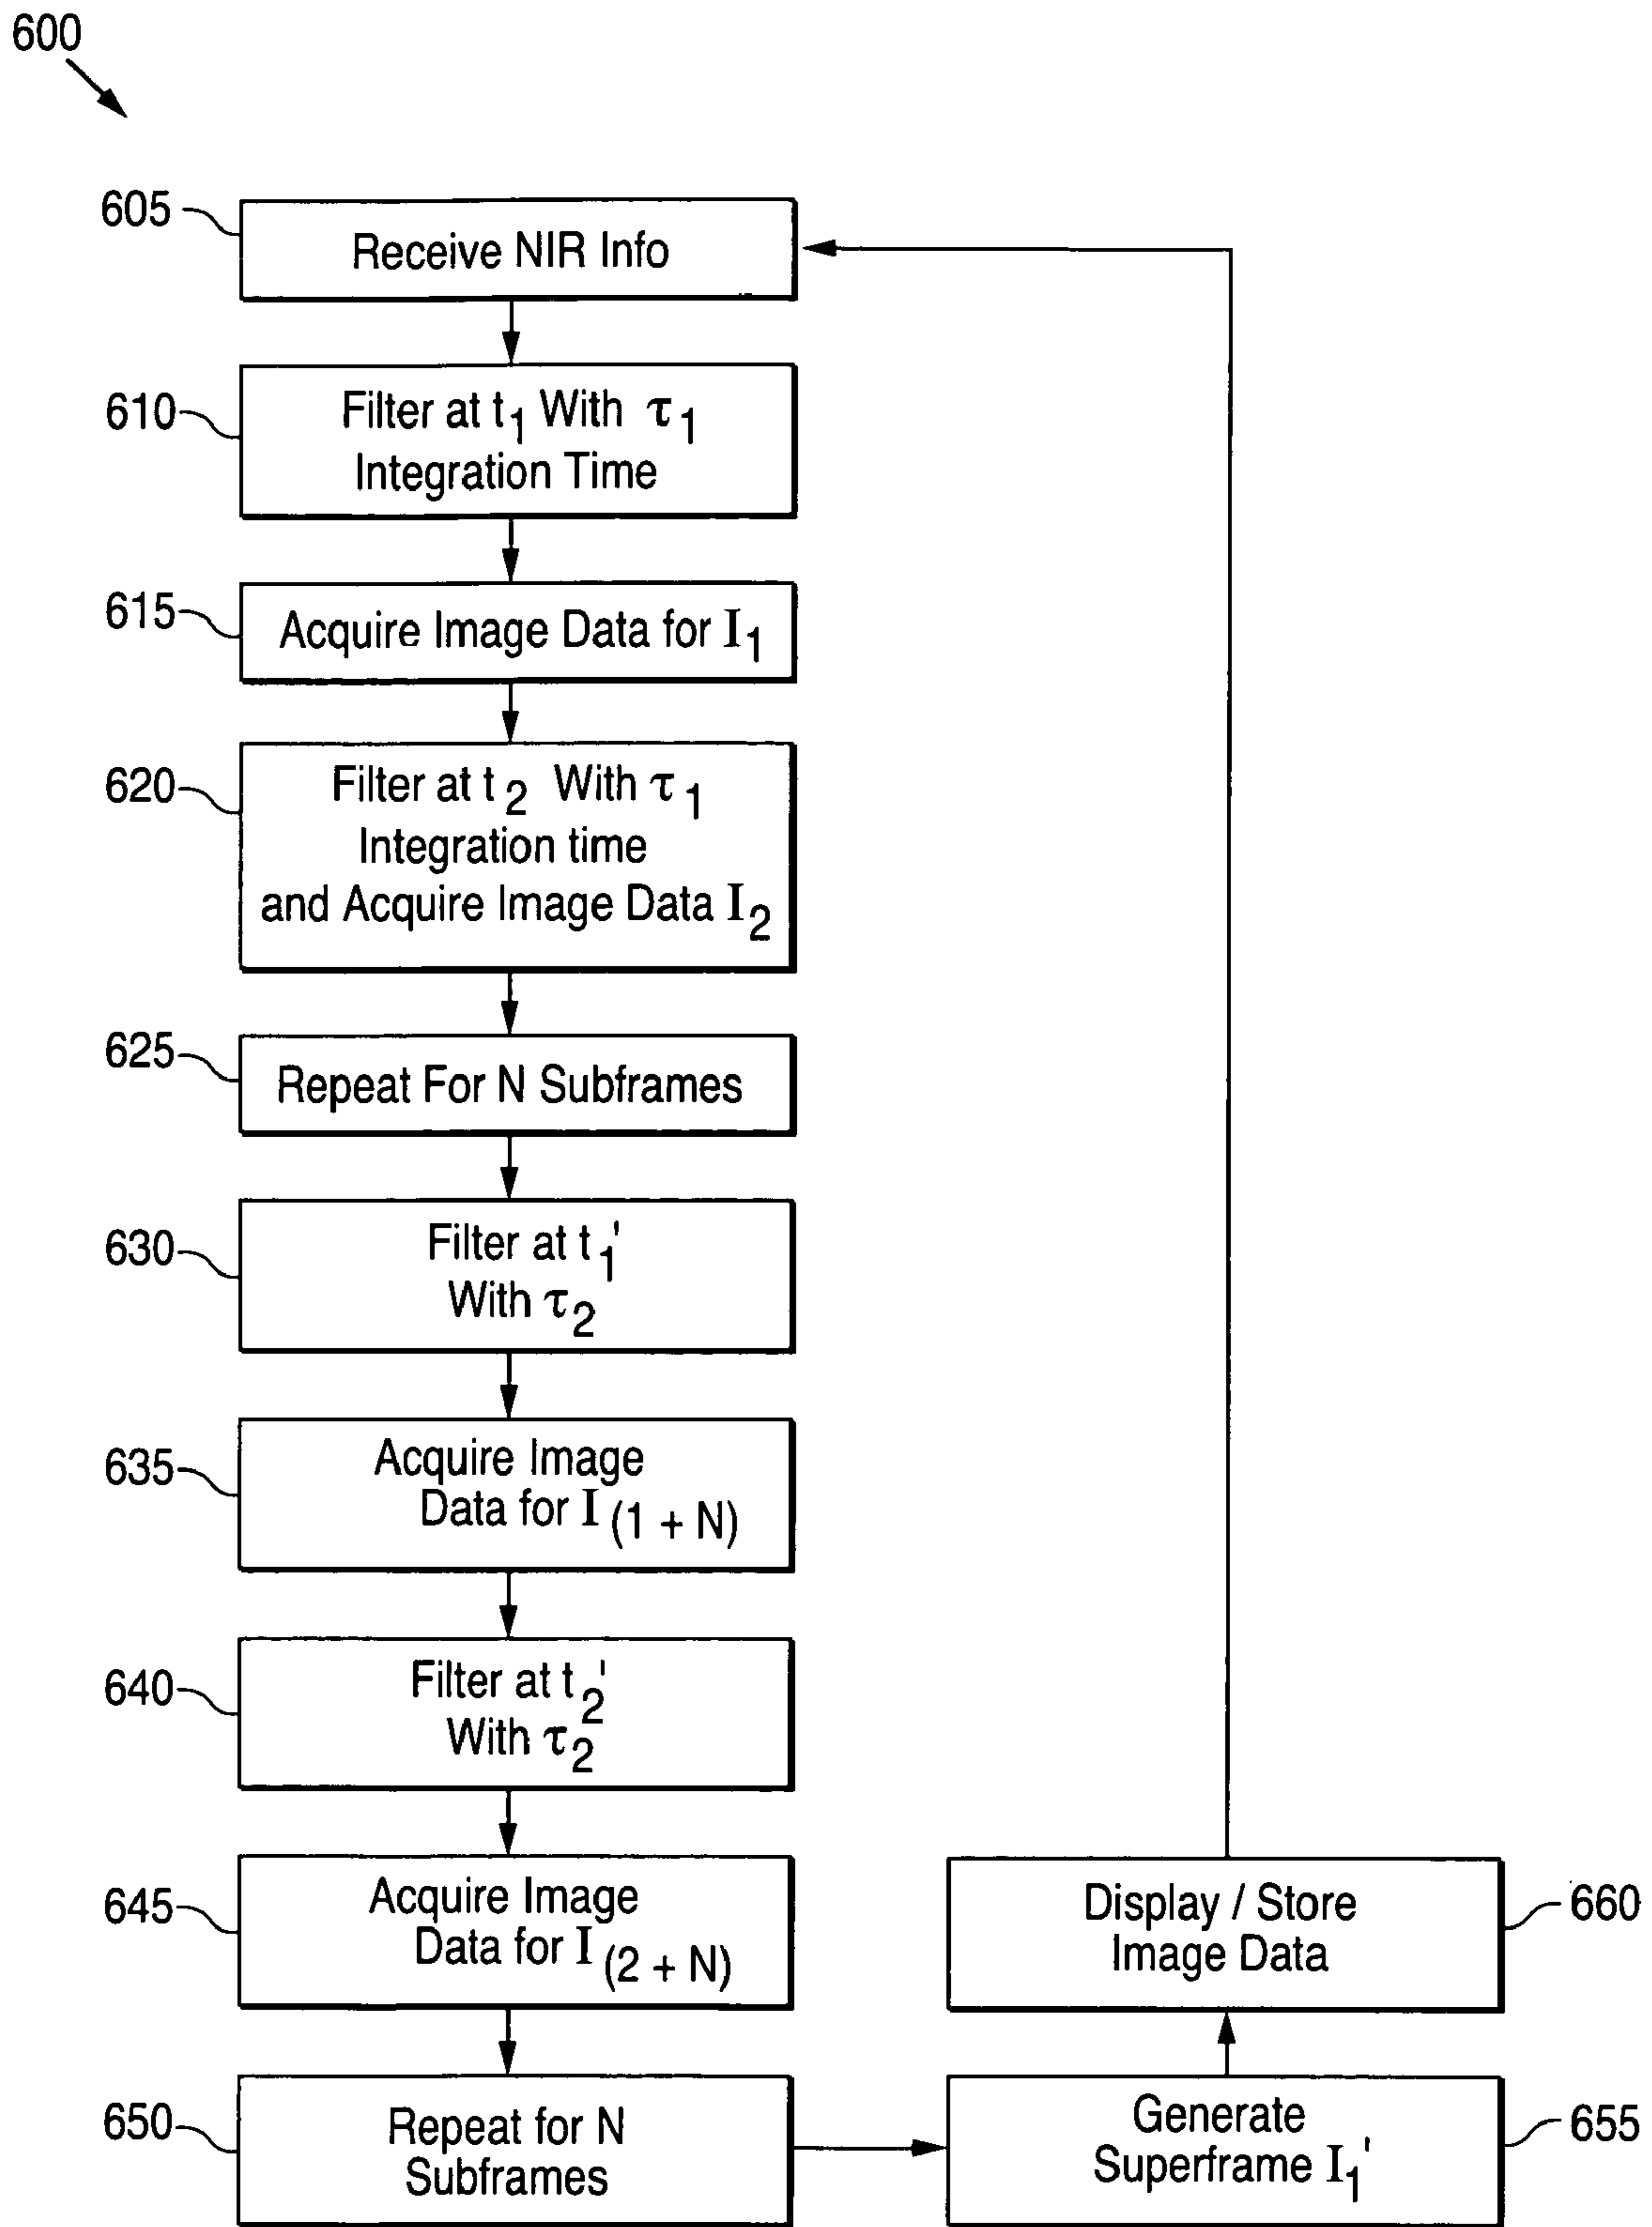 600
605
Receive NIR Info
610
Filter at t₁ With τ₁
Integration Time
615
Acquire Image Data for I₁
620
Filter at t₂ With τ₁
Integration time
and Acquire Image Data I₂
625
Repeat For N Subframes
630
Filter at t₁'
With τ₂
635
Acquire Image
Data for I (1 + N)
640
Filter at t₂'
With τ₂
645
Acquire Image
Data for I (2 + N)
650
Repeat for N
Subframes
Display / Store
Image Data
660
Generate
Superframe I₁'
655